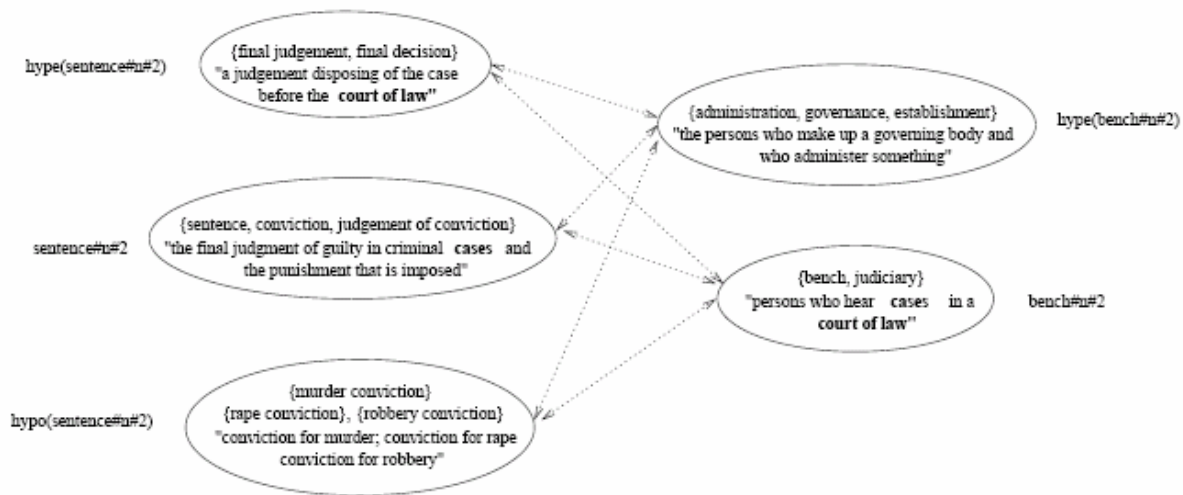 hype(sentence#n#2)
{final judgement, final decision}
"a judgement disposing of the case
before the court of law"
{administration, governance, establishment}
"the persons who make up a governing body and
who administer something"
hype(bench#n#2)
sentence#n#2
{sentence, conviction, judgement of conviction}
"the final judgment of guilty in criminal cases and
the punishment that is imposed"
{bench, judiciary}
"persons who hear cases in a
court of law"
bench#n#2
hypo(sentence#n#2)
{murder conviction}
{rape conviction}, {robbery conviction}
"conviction for murder; conviction for rape
conviction for robbery"